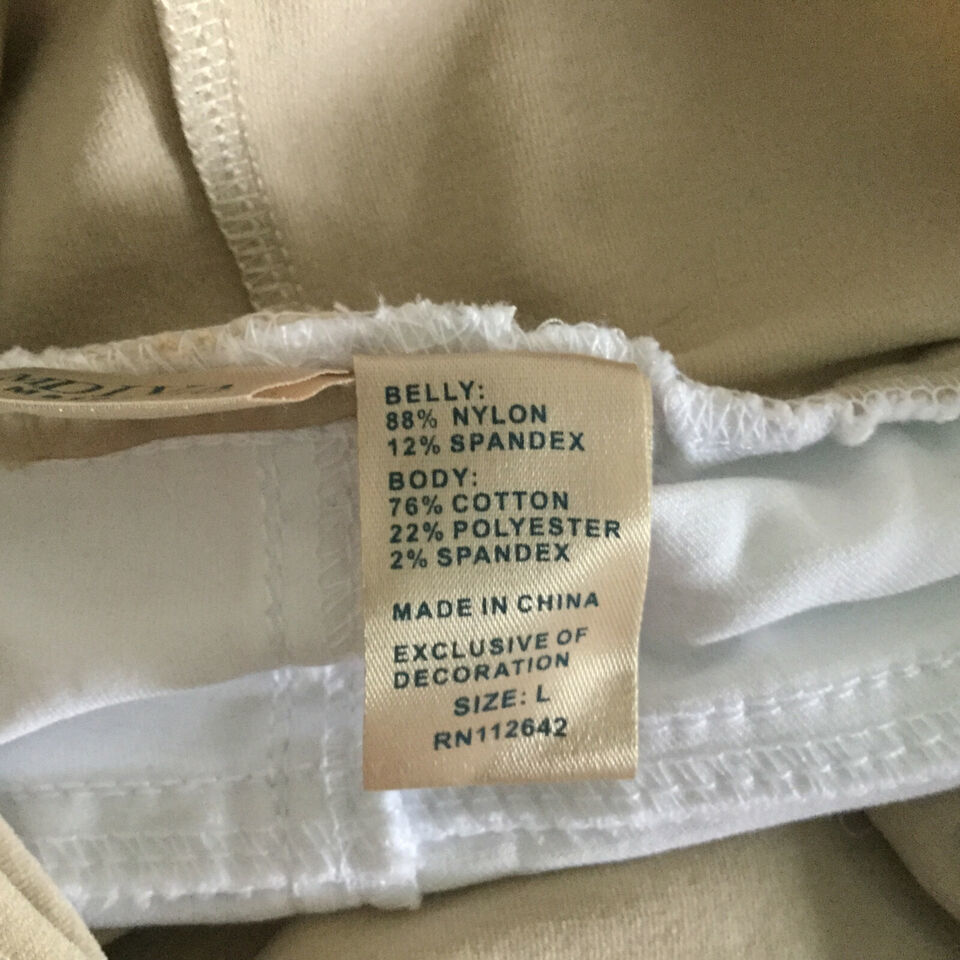 BELLY:
88% NYLON
12% SPANDEX
BODY:
76% COTTON
22% POLYESTER
2% SPANDEX
MADE IN CHINA
EXCLUSIVE OF
DECORATION
SIZE: L
RN112642